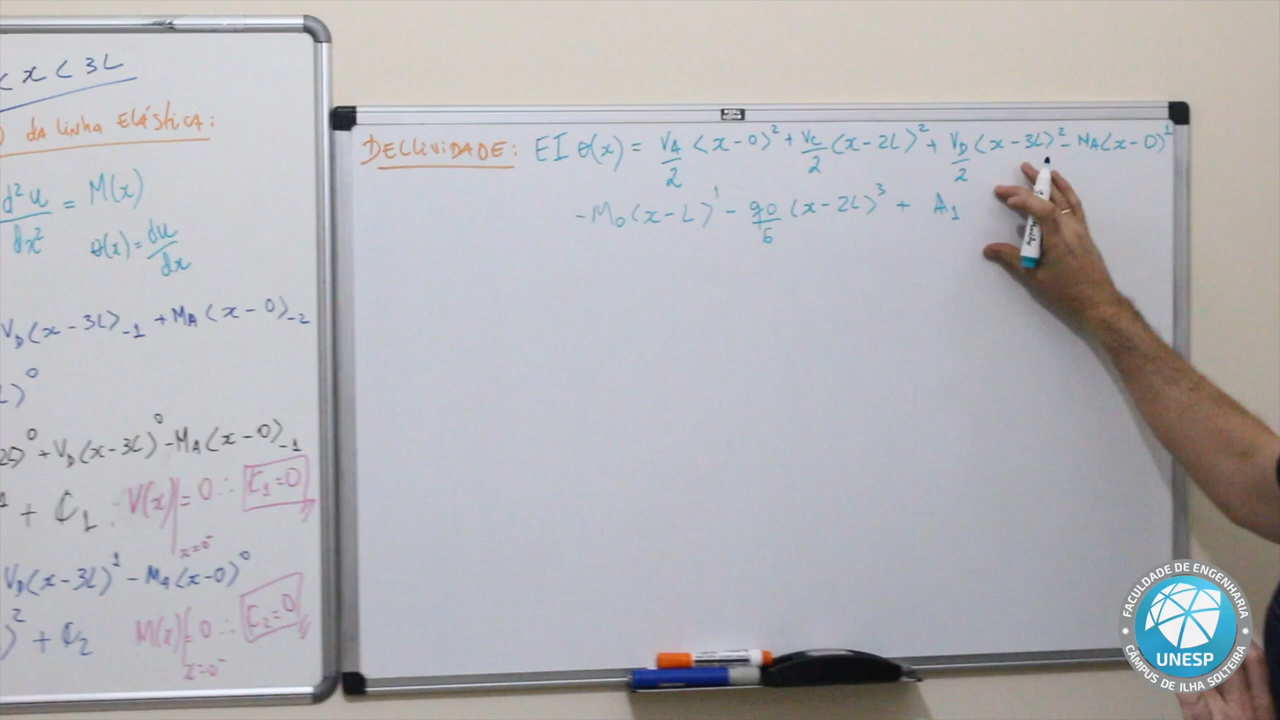 < x < 3L
) da linha Elástica:
d²u/dx² = M(x)
θ(x) = du/dx
V_D⟨x-3L⟩_-1 + M_A⟨x-0⟩_-2
⟩⁰
⟩⁰ + V_D⟨x-3L⟩⁰ - M_A⟨x-0⟩_-1
+ C_1 : V(x)|_x=0⁻ = 0 ∴ C_1=0
V_D⟨x-3L⟩¹ - M_A⟨x-0⟩⁰
⟩² + C_2 M(x)|_x=0⁻ = 0 ∴ C_2=0
DECLIVIDADE: EI θ(x) = V_A/2 ⟨x-0⟩² + V_C/2 ⟨x-2L⟩² + V_D/2 ⟨x-3L⟩² - M_A⟨x-0⟩¹
- M_0⟨x-L⟩¹ - q_0/6 ⟨x-2L⟩³ + A_1
FACULDADE DE ENGENHARIA
UNESP
CÂMPUS DE ILHA SOLTEIRA